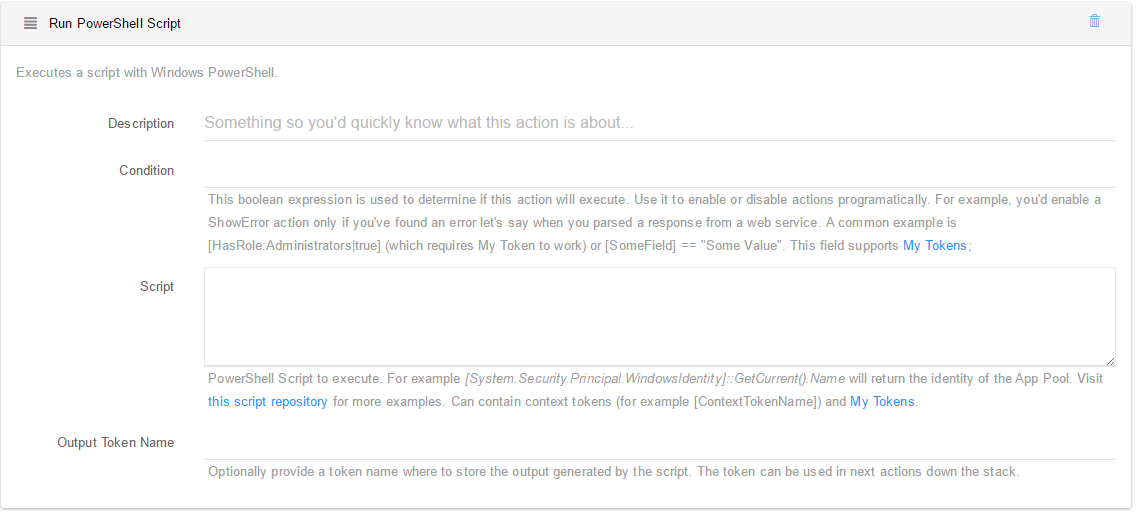 Run PowerShell Script
Executes a script with Windows PowerShell.
Description
Something so you'd quickly know what this action is about...
Condition
This boolean expression is used to determine if this action will execute. Use it to enable or disable actions programatically. For example, you'd enable a
ShowError action only if you've found an error let's say when you parsed a response from a web service. A common example is
[HasRole:Administrators|true] (which requires My Token to work) or [SomeField] == "Some Value". This field supports My Tokens;
Script
PowerShell Script to execute. For example [System.Security.Principal.WindowsIdentity]::GetCurrent().Name will return the identity of the App Pool. Visit
this script repository for more examples. Can contain context tokens (for example [ContextTokenName]) and My Tokens.
Output Token Name
Optionally provide a token name where to store the output generated by the script. The token can be used in next actions down the stack.